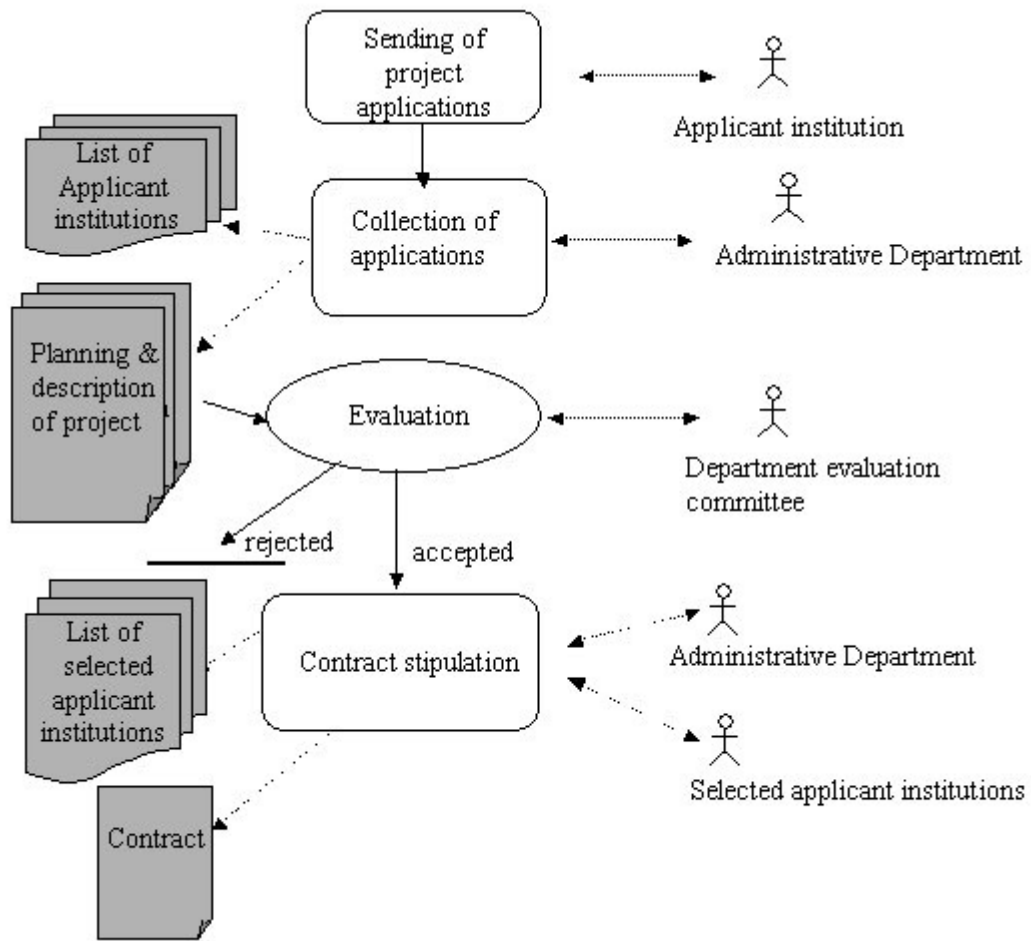 Sending of
project
applications
Applicant institution
List of
Applicant
institutions
Collection of
applications
Administrative Department
Planning &
description
of project
Evaluation
Department evaluation
committee
rejected
accepted
List of
selected
applicant
institutions
Contract stipulation
Administrative Department
Selected applicant institutions
Contract